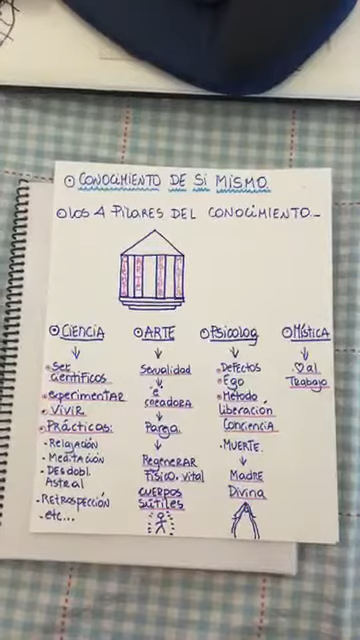 ⊙ CONOCIMIENTO DE SI MISMO.
⊙ LOS 4 PILARES DEL CONOCIMIENTO._
⊙ CIENCIA
↓
• Ser
científicos
• experimentar
• VIVIR
• Prácticas:
- Relajación
- Meditación
- Desdobl.
Astral
- Retrospección
- etc...
⊙ ARTE
↓
Sexualidad
↓
creadora
↓
Pareja
↓
Regenerar
Físico, vital
CUERPOS
sútiles
⊙ Psicolog
↓
• Defectos
• Ego
• Método
Liberación
Conciencia
• MUERTE.
↓
Madre
Divina
⊙ Mística
↓
♡ al
Trabajo